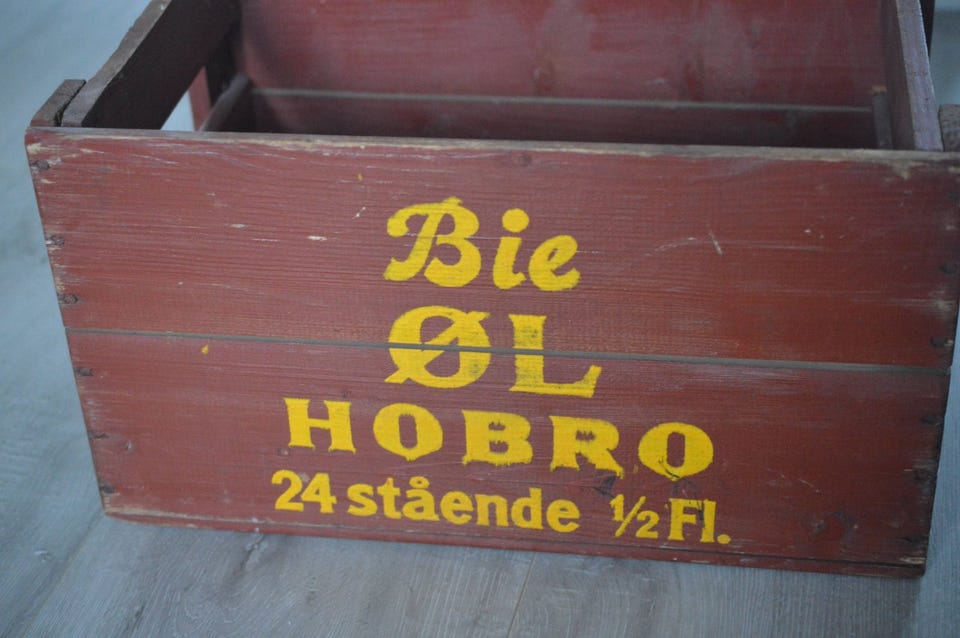 Bie
ØL
HOBRO
24 stående ½ Fl.